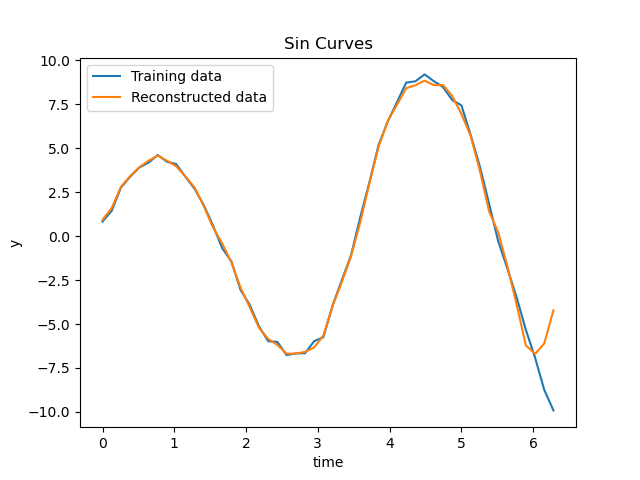 Sin Curves
Training data
Reconstructed data
10.0
7.5
5.0
2.5
0.0
−2.5
−5.0
−7.5
−10.0
y
0 1 2 3 4 5 6
time